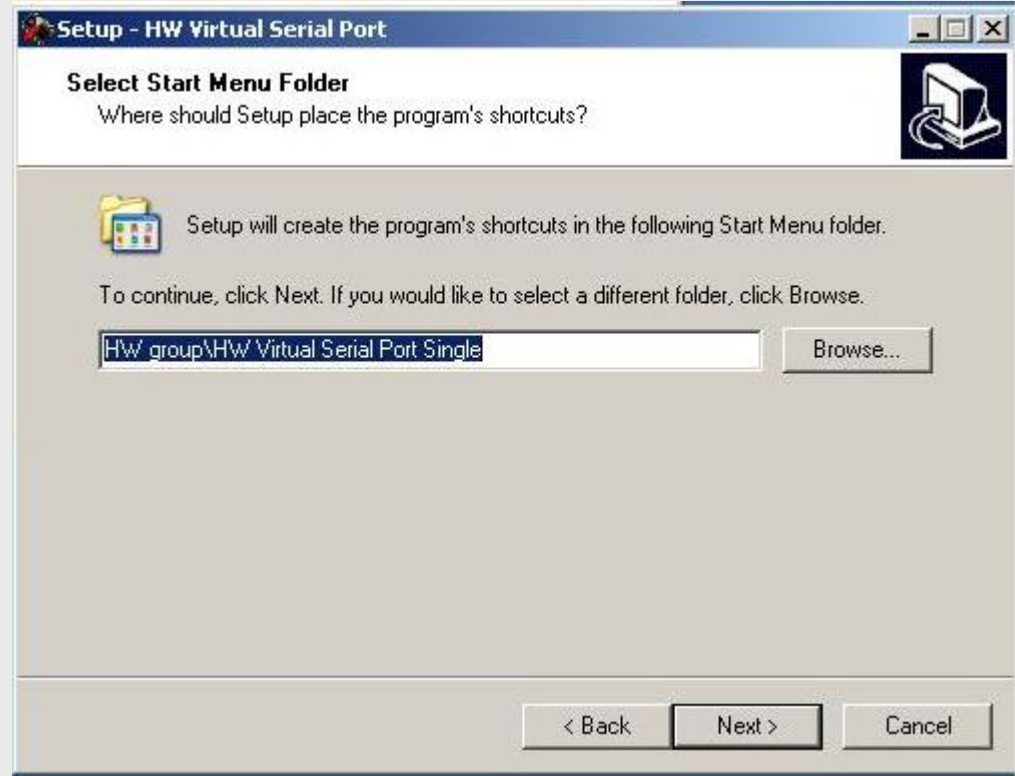 Setup - HW Virtual Serial Port
Select Start Menu Folder
Where should Setup place the program's shortcuts?
Setup will create the program's shortcuts in the following Start Menu folder.
To continue, click Next. If you would like to select a different folder, click Browse.
HW group\HW Virtual Serial Port Single
Browse...
< Back
Next >
Cancel